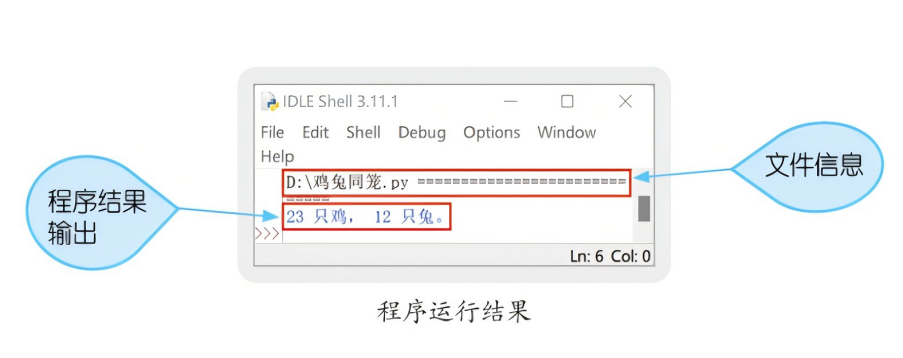 IDLE Shell 3.11.1
File Edit Shell Debug Options Window
Help
D:\鸡兔同笼.py ========================
=====
23 只鸡， 12 只兔。
>>>
Ln: 6 Col: 0
程序结果
输出
文件信息
程序运行结果